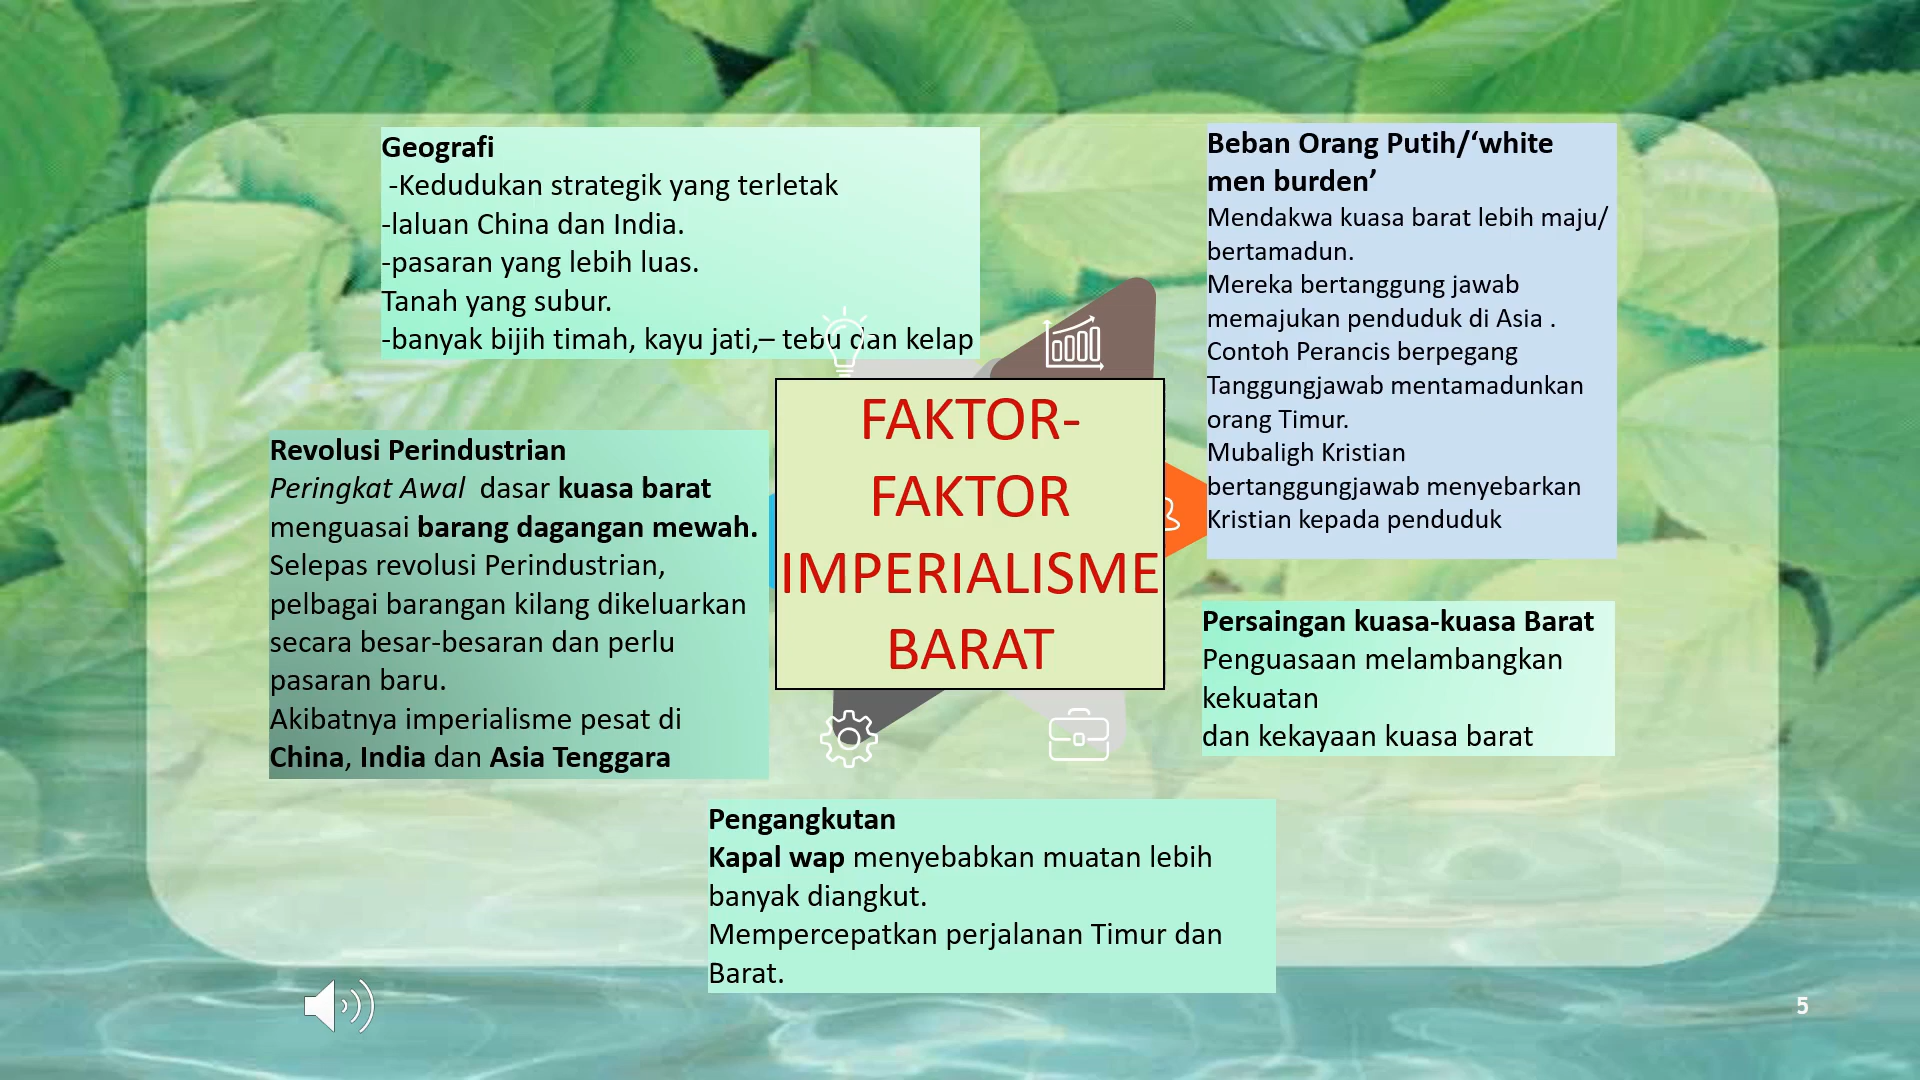 Geografi
-Kedudukan strategik yang terletak
-laluan China dan India.
-pasaran yang lebih luas.
Tanah yang subur.
-banyak bijih timah, kayu jati,– tebu dan kelap
Beban Orang Putih/‘white
men burden’
Mendakwa kuasa barat lebih maju/
bertamadun.
Mereka bertanggung jawab
memajukan penduduk di Asia .
Contoh Perancis berpegang
Tanggungjawab mentamadunkan
orang Timur.
Mubaligh Kristian
bertanggungjawab menyebarkan
Kristian kepada penduduk
FAKTOR-
FAKTOR
IMPERIALISME
BARAT
Revolusi Perindustrian
Peringkat Awal  dasar kuasa barat
menguasai barang dagangan mewah.
Selepas revolusi Perindustrian,
pelbagai barangan kilang dikeluarkan
secara besar-besaran dan perlu
pasaran baru.
Akibatnya imperialisme pesat di
China, India dan Asia Tenggara
Persaingan kuasa-kuasa Barat
Penguasaan melambangkan
kekuatan
dan kekayaan kuasa barat
Pengangkutan
Kapal wap menyebabkan muatan lebih
banyak diangkut.
Mempercepatkan perjalanan Timur dan
Barat.
5